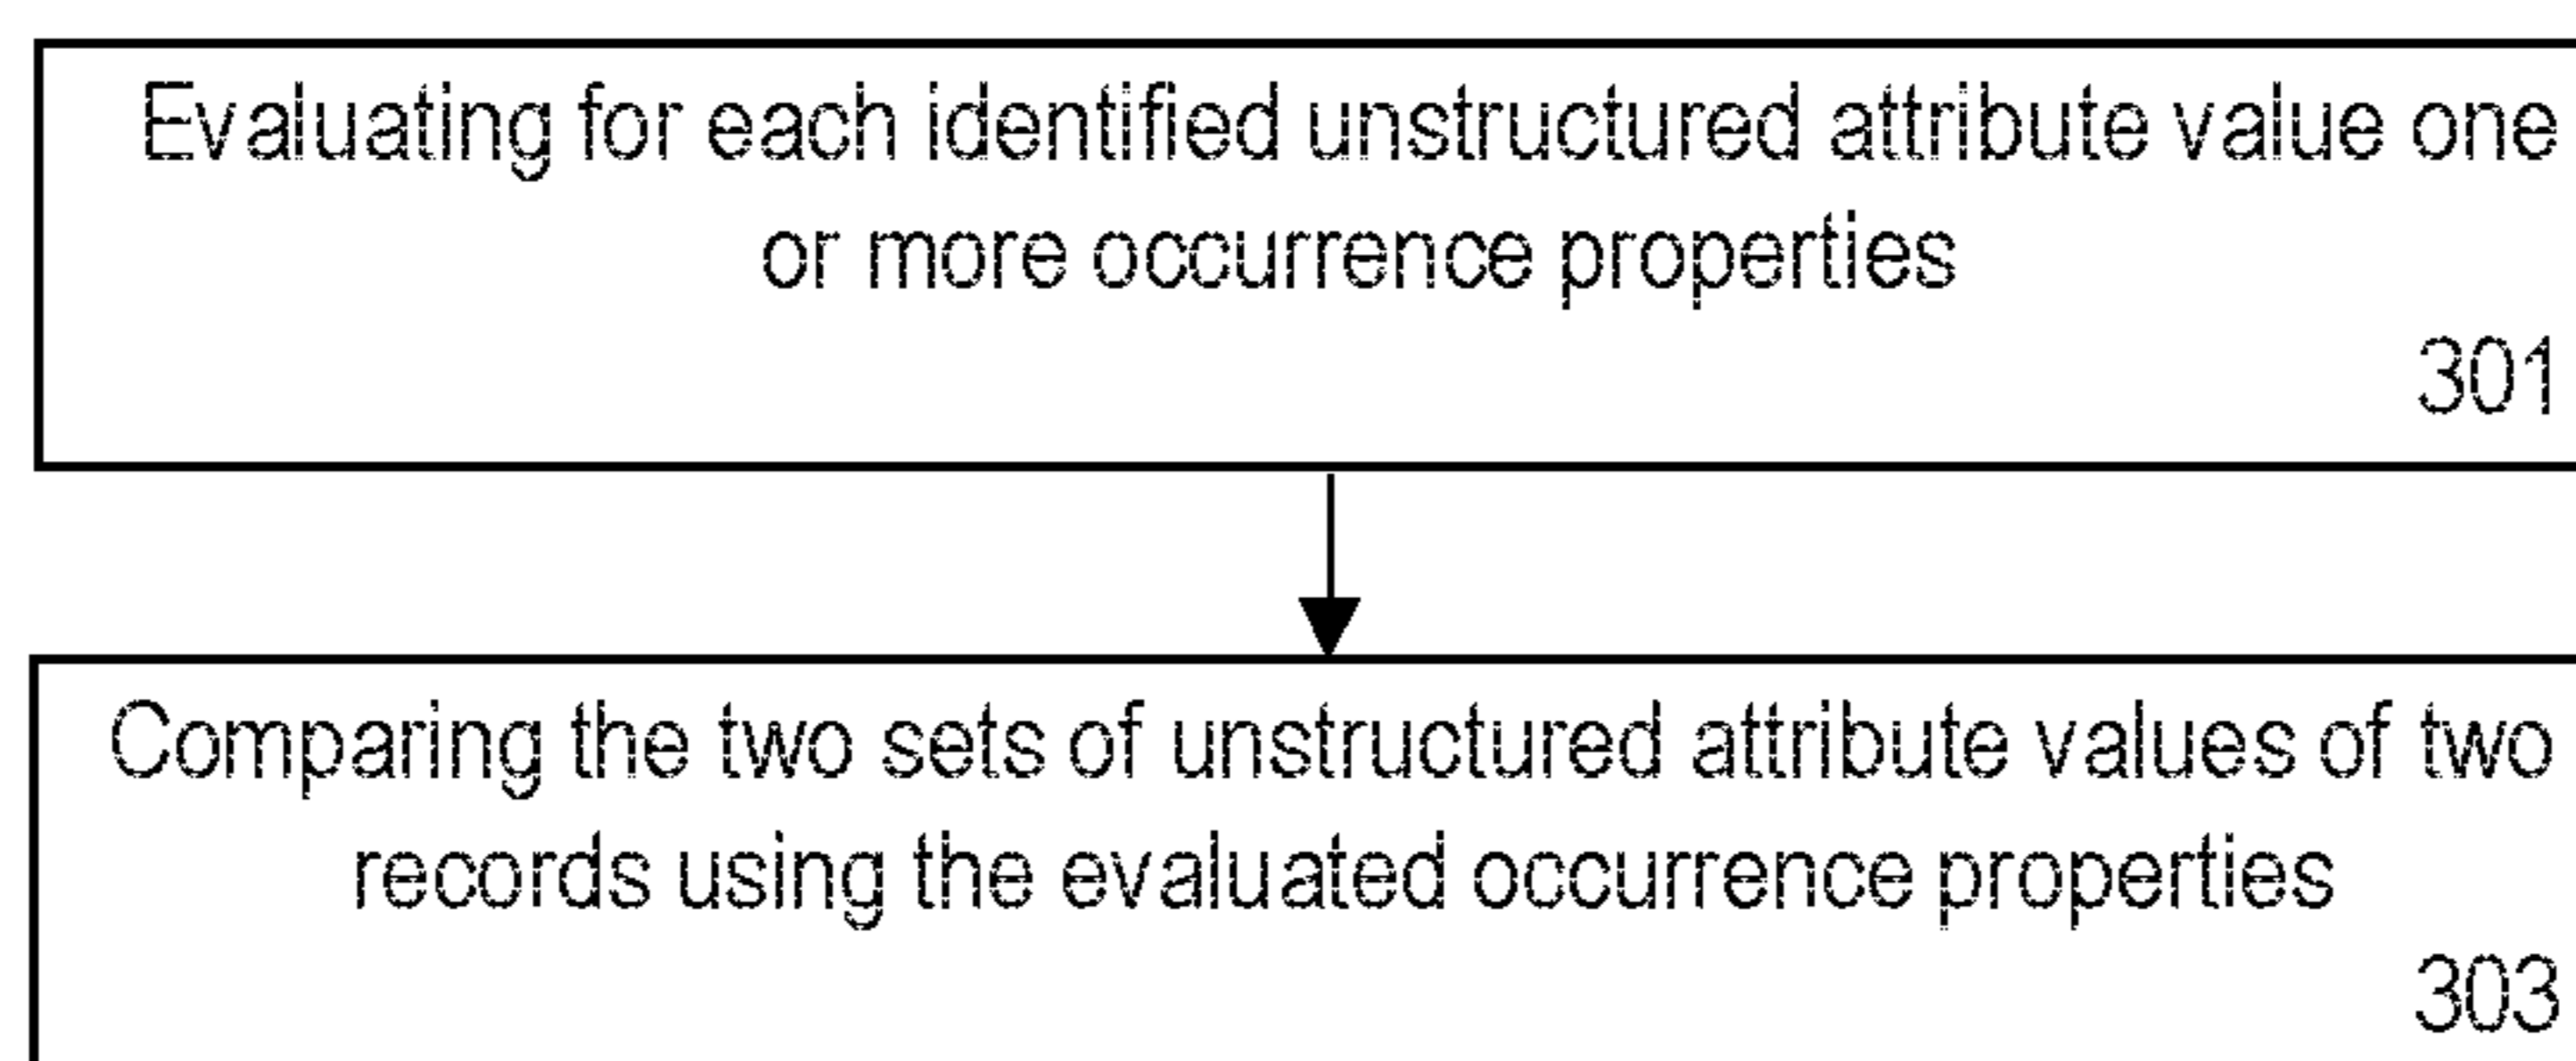 Evaluating for each identified unstructured attribute value one
or more occurrence properties
301
Comparing the two sets of unstructured attribute values of two
records using the evaluated occurrence properties
303